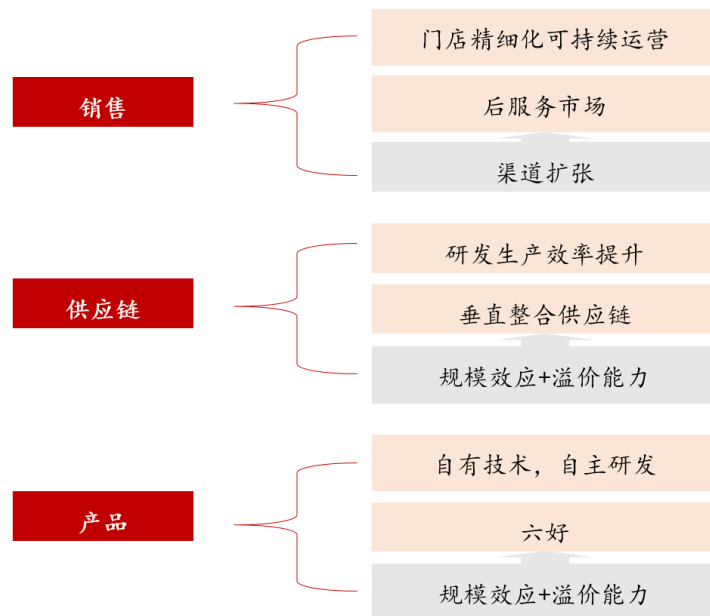 销售
门店精细化可持续运营
后服务市场
渠道扩张
供应链
研发生产效率提升
垂直整合供应链
规模效应+溢价能力
产品
自有技术，自主研发
六好
规模效应+溢价能力